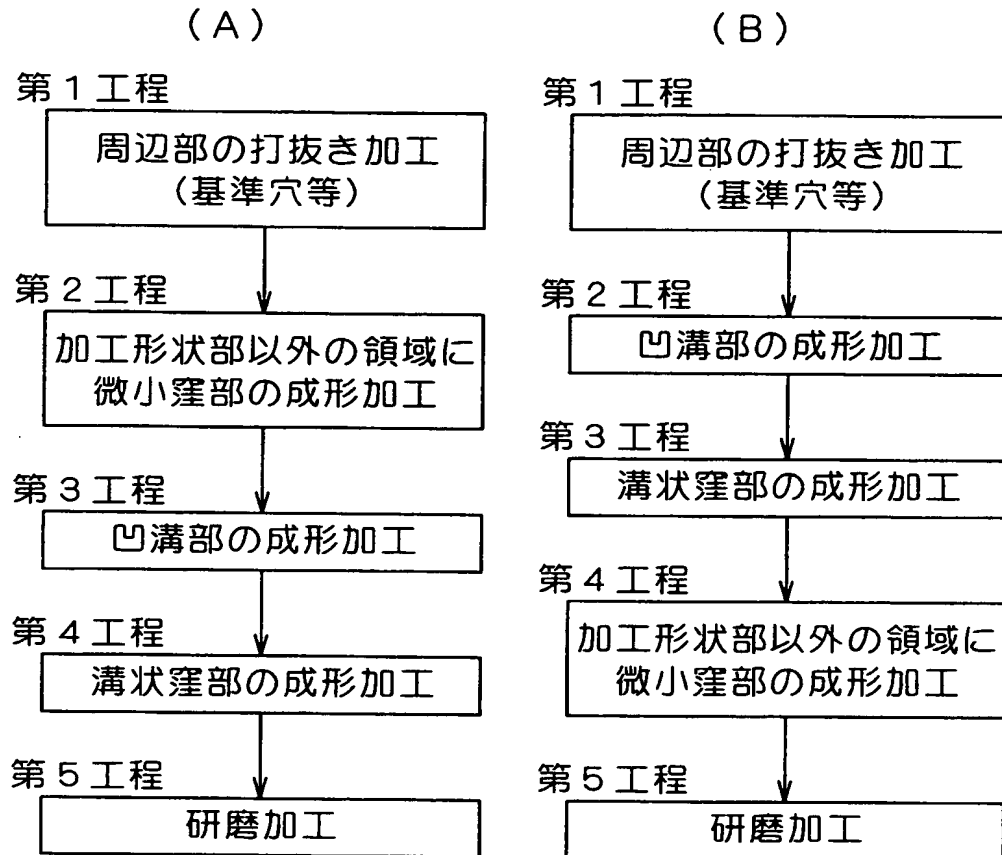 (A)
第1工程
周辺部の打抜き加工
(基準穴等)
第2工程
加工形状部以外の領域に
微小窪部の成形加工
第3工程
凹溝部の成形加工
第4工程
溝状窪部の成形加工
第5工程
研磨加工
(B)
第1工程
周辺部の打抜き加工
(基準穴等)
第2工程
凹溝部の成形加工
第3工程
溝状窪部の成形加工
第4工程
加工形状部以外の領域に
微小窪部の成形加工
第5工程
研磨加工